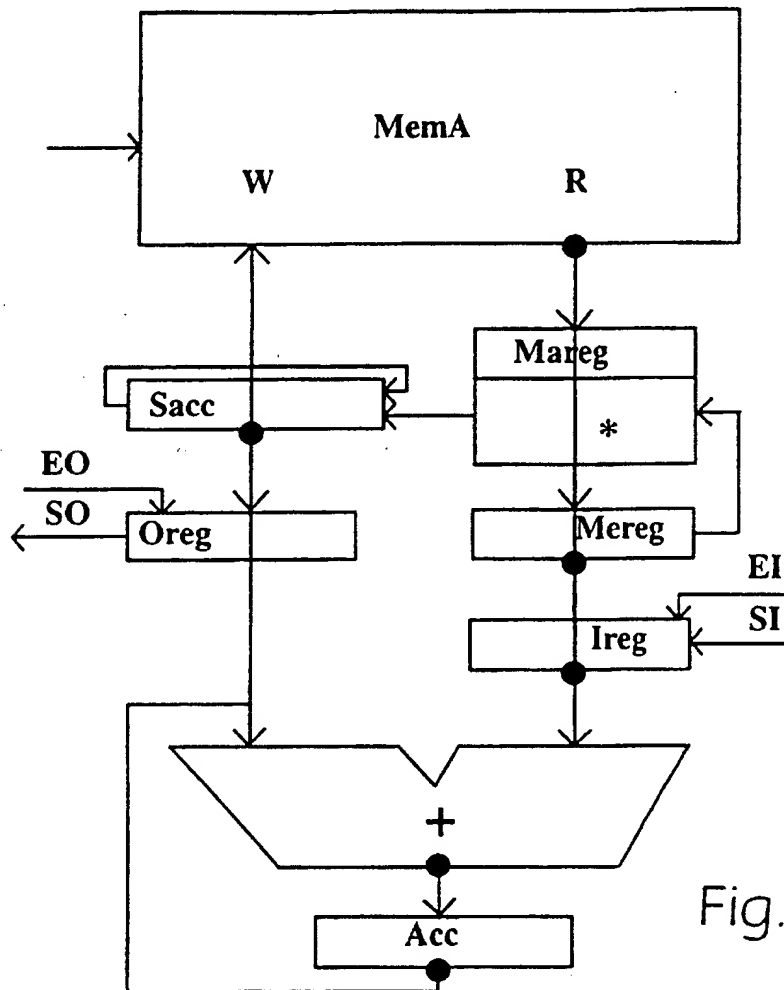 MemA
W R
Mareg
Sacc
*
EO
SO
Oreg
Mereg
EI
SI
Ireg
+
Acc
Fig.